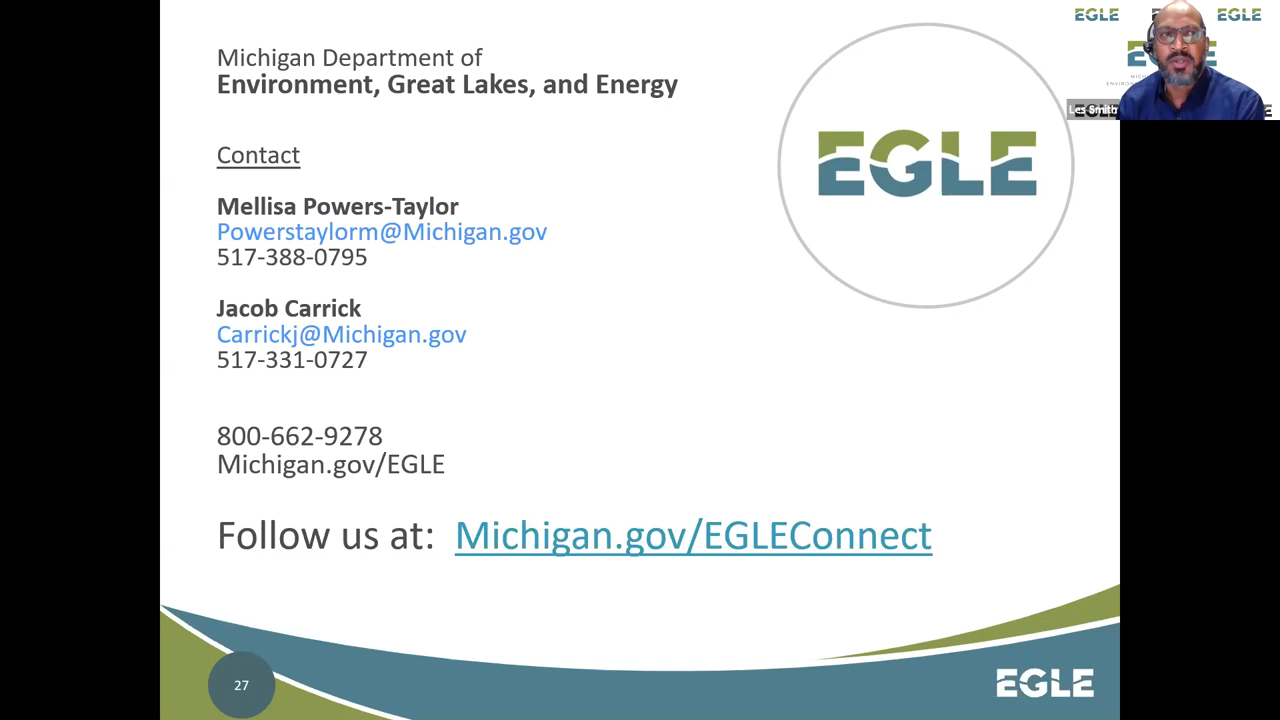 Michigan Department of
Environment, Great Lakes, and Energy
Contact
Mellisa Powers-Taylor
Powerstaylorm@Michigan.gov
517-388-0795
Jacob Carrick
Carrickj@Michigan.gov
517-331-0727
800-662-9278
Michigan.gov/EGLE
Follow us at: Michigan.gov/EGLEConnect
27
EGLE
EGLE
EGLE
EGLE
Les Smith